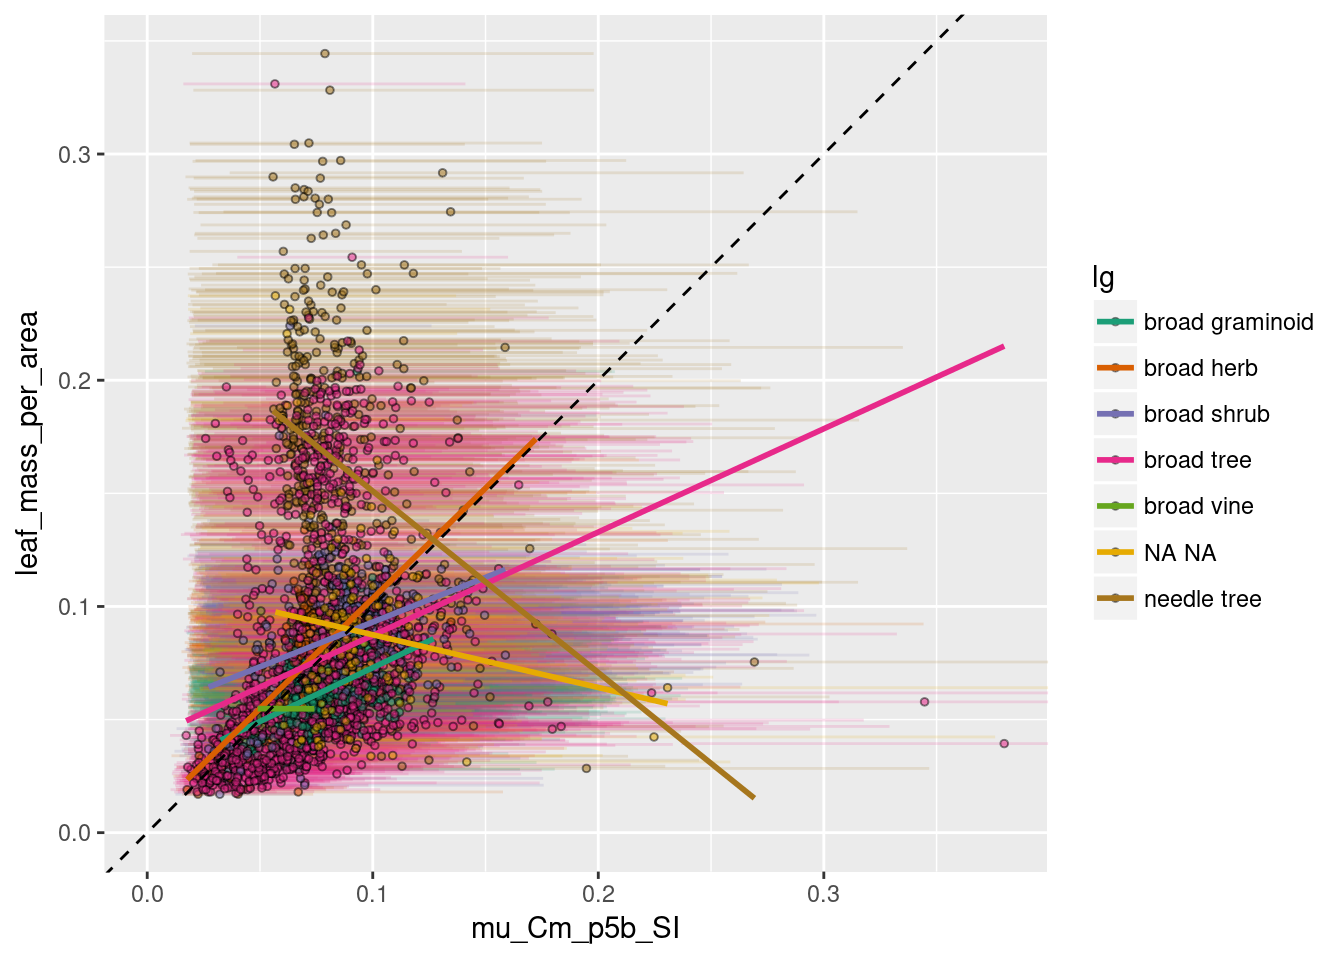 leaf_mass_per_area
0.3
0.2
0.1
0.0
0.0 0.1 0.2 0.3
mu_Cm_p5b_SI
lg
broad graminoid
broad herb
broad shrub
broad tree
broad vine
NA NA
needle tree